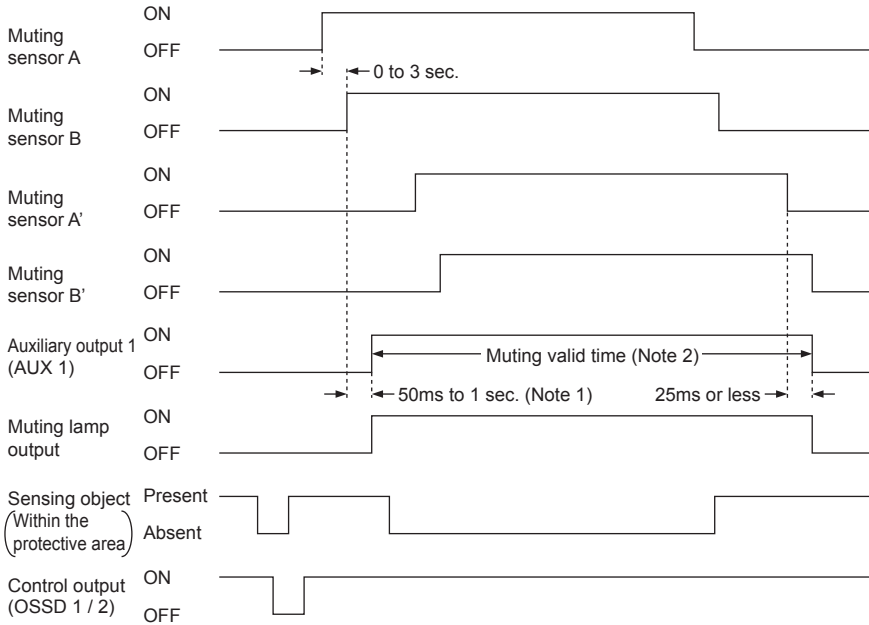 Muting
sensor A
ON
OFF
0 to 3 sec.
Muting
sensor B
ON
OFF
Muting
sensor A’
ON
OFF
Muting
sensor B’
ON
OFF
Auxiliary output 1
(AUX 1)
ON
OFF
Muting valid time (Note 2)
50ms to 1 sec. (Note 1)
25ms or less
Muting lamp
output
ON
OFF
Sensing object
(Within the
protective area)
Present
Absent
Control output
(OSSD 1 / 2)
ON
OFF